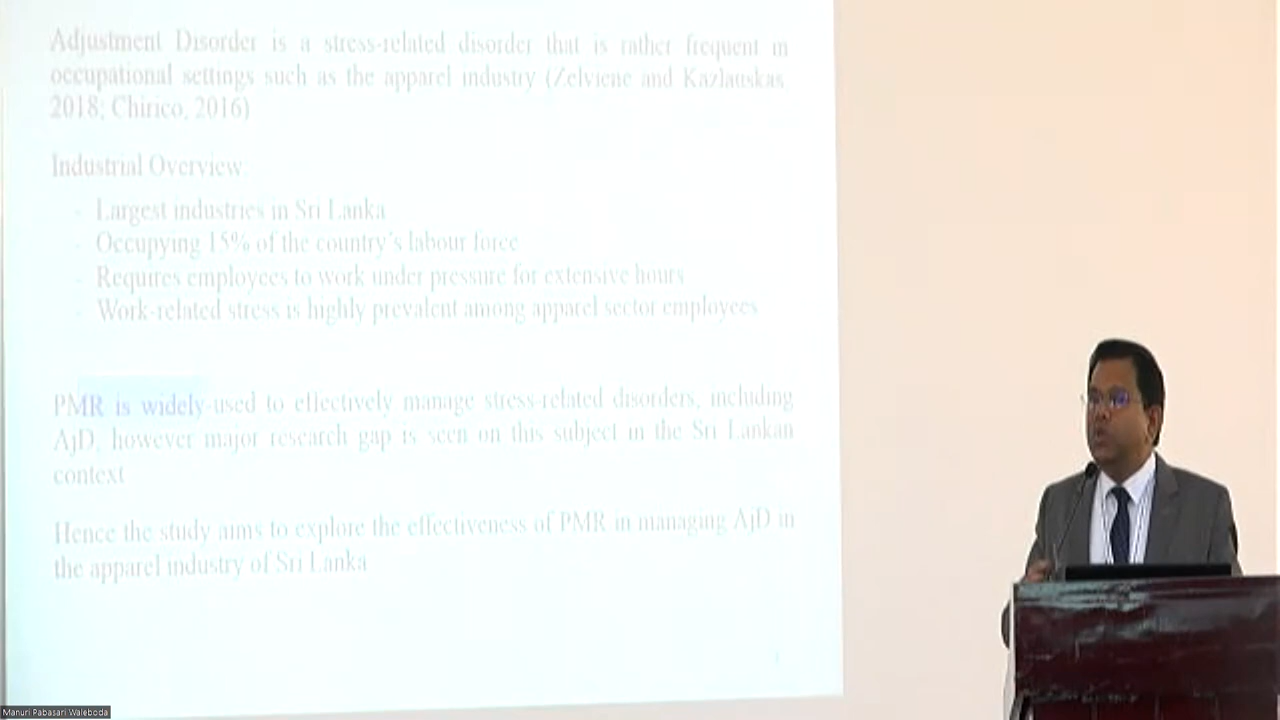 Adjustment Disorder is a stress-related disorder that is rather frequent in
occupational settings such as the apparel industry (Zelviene and Kazlauskas,
2018; Chirico, 2016)
Industrial Overview:
- Largest industries in Sri Lanka
- Occupying 15% of the country's labour force
- Requires employees to work under pressure for extensive hours
- Work-related stress is highly prevalent among apparel sector employees
PMR is widely-used to effectively manage stress-related disorders, including
AjD, however major research gap is seen on this subject in the Sri Lankan
context
Hence the study aims to explore the effectiveness of PMR in managing AjD in
the apparel industry of Sri Lanka
Manuri Pabasari Waleboda